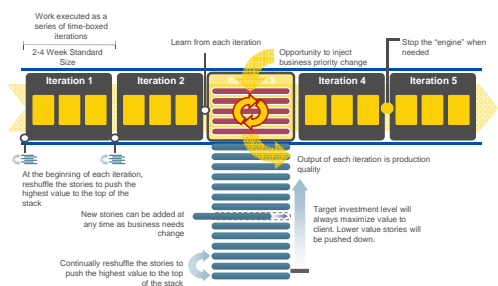 Work executed as a
series of time-boxed
iterations
2-4 Week Standard
Size
Learn from each iteration
Opportunity to inject
business priority change
Stop the “engine” when
needed
Iteration 1
Iteration 2
Iteration 3
Iteration 4
Iteration 5
At the beginning of each iteration,
reshuffle the stories to push the
highest value to the top of the
stack
Output of each iteration is production
quality
New stories can be added at
any time as business needs
change
Target investment level will
always maximize value to
client. Lower value stories will
be pushed down.
Continually reshuffle the stories to
push the highest value to the top
of the stack